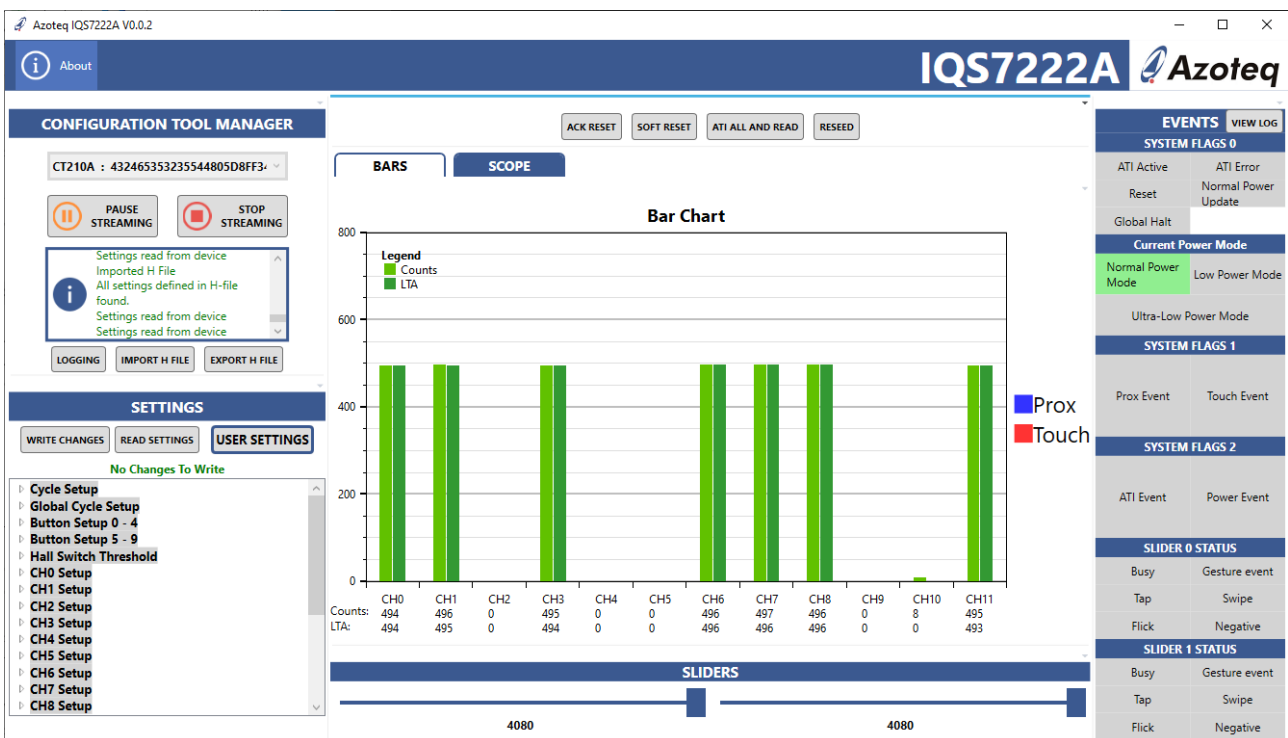 Azoteq IQS7222A V0.0.2
About
IQS7222A
Azoteq
CONFIGURATION TOOL MANAGER
CT210A : 432465353235544805D8FF34
PAUSE STREAMING
STOP STREAMING
Settings read from device
Imported H File
All settings defined in H-file
found.
Settings read from device
Settings read from device
LOGGING
IMPORT H FILE
EXPORT H FILE
SETTINGS
WRITE CHANGES
READ SETTINGS
USER SETTINGS
No Changes To Write
Cycle Setup
Global Cycle Setup
Button Setup 0 - 4
Button Setup 5 - 9
Hall Switch Threshold
CH0 Setup
CH1 Setup
CH2 Setup
CH3 Setup
CH4 Setup
CH5 Setup
CH6 Setup
CH7 Setup
CH8 Setup
ACK RESET
SOFT RESET
ATI ALL AND READ
RESEED
BARS
SCOPE
Bar Chart
800
600
400
200
0
Legend
Counts
LTA
CH0 CH1 CH2 CH3 CH4 CH5 CH6 CH7 CH8 CH9 CH10 CH11
Counts: 494 496 0 495 0 0 496 497 496 0 8 495
LTA: 494 495 0 494 0 0 496 496 496 0 0 493
Prox
Touch
SLIDERS
4080
4080
EVENTS
VIEW LOG
SYSTEM FLAGS 0
ATI Active
ATI Error
Reset
Normal Power
Update
Global Halt
Current Power Mode
Normal Power
Mode
Low Power Mode
Ultra-Low Power Mode
SYSTEM FLAGS 1
Prox Event
Touch Event
SYSTEM FLAGS 2
ATI Event
Power Event
SLIDER 0 STATUS
Busy
Gesture event
Tap
Swipe
Flick
Negative
SLIDER 1 STATUS
Busy
Gesture event
Tap
Swipe
Flick
Negative